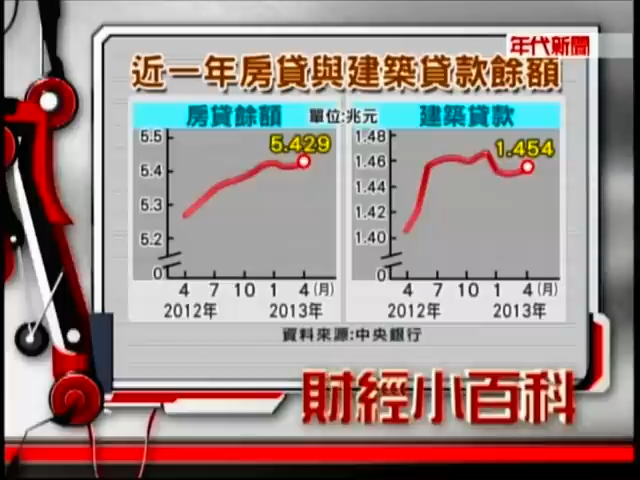 年代新聞
近一年房貸與建築貸款餘額
房貸餘額 單位:兆元 建築貸款
5.5 5.429 1.48 1.454
5.4 1.46
5.3 1.44
1.42
5.2 1.40
0 0
4 7 10 1 4(月) 4 7 10 1 4(月)
2012年 2013年 2012年 2013年
資料來源:中央銀行
財經小百科